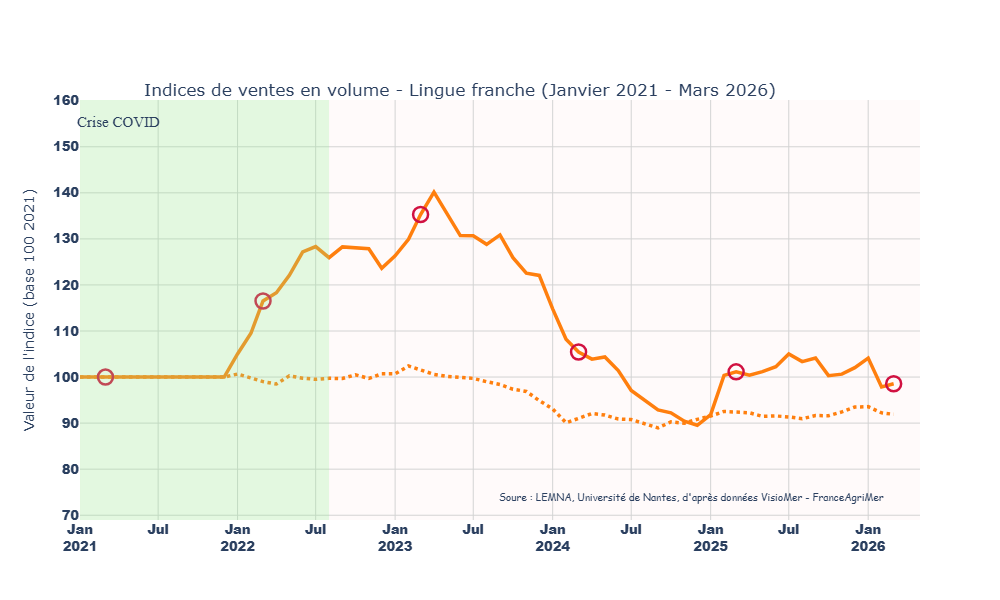 Indices de ventes en volume - Lingue franche (Janvier 2021 - Mars 2026)
160
Crise COVID
150
140
130
120
110
100
90
80
70
Valeur de l'indice (base 100 2021)
Soure : LEMNA, Université de Nantes, d'après données VisioMer - FranceAgriMer
Jan Jul Jan Jul Jan Jul Jan Jul Jan Jul Jan
2021 2022 2023 2024 2025 2026